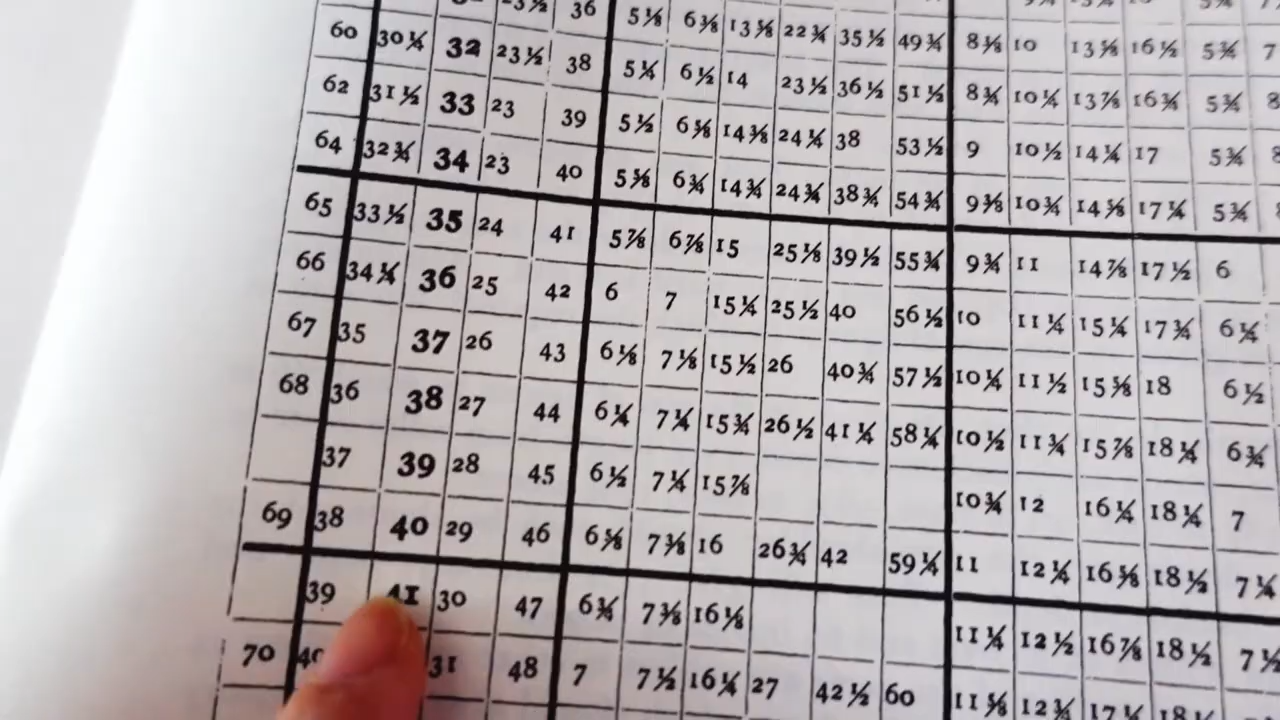 36 5⅛ 6⅜ 13⅝ 22¾ 35½ 49¾ 8⅝ 10 13⅝ 16½ 5¾ 7
60 30¼ 32 23½ 38 5¼ 6½ 14 23½ 36½ 51½ 8¾ 10¼ 13⅞ 16¾ 5¾ 8
62 31½ 33 23 39 5½ 6⅝ 14⅜ 24¼ 38 53½ 9 10½ 14¼ 17 5¾ 8
64 32¾ 34 23 40 5⅝ 6¾ 14¾ 24¾ 38¾ 54¾ 9⅜ 10¾ 14⅝ 17¼ 5¾
65 33½ 35 24 41 5⅞ 6⅞ 15 25⅛ 39½ 55¾ 9¾ 11 14⅞ 17½ 6
66 34¼ 36 25 42 6 7 15¼ 25½ 40 56½ 10 11¼ 15¼ 17¾ 6¼
67 35 37 26 43 6⅛ 7⅛ 15½ 26 40¾ 57½ 10¼ 11½ 15⅝ 18 6½
68 36 38 27 44 6¼ 7¼ 15¾ 26½ 41¼ 58¼ 10½ 11¾ 15⅞ 18¼ 6¾
37 39 28 45 6½ 7¼ 15⅞ 10¾ 12 16¼ 18¼ 7
69 38 40 29 46 6⅝ 7⅜ 16 26¾ 42 59¼ 11 12¼ 16⅝ 18½ 7¼
39 41 30 47 6¾ 7⅜ 16⅛ 11¼ 12½ 16⅞ 18½ 7½
70 31 48 7 7½ 16¼ 27 42½ 60 11⅝ 12¾